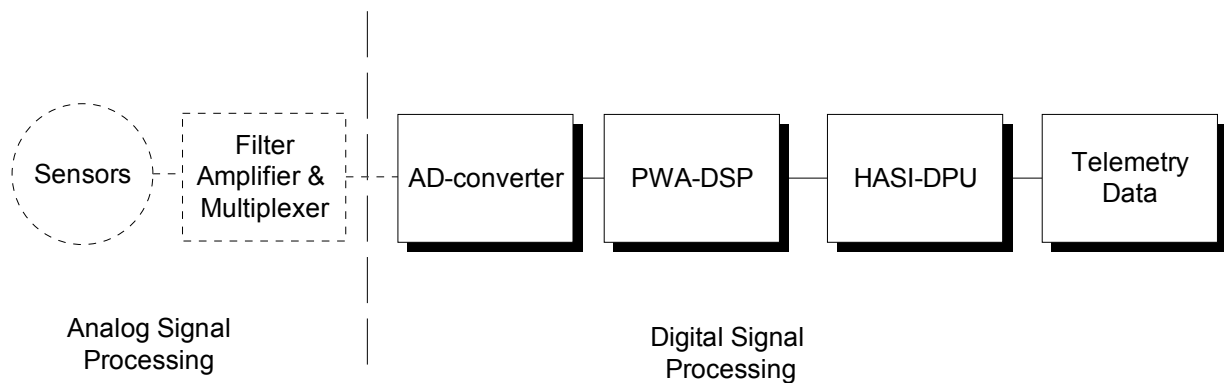 Sensors
Filter
Amplifier &
Multiplexer
AD-converter
PWA-DSP
HASI-DPU
Telemetry
Data
Analog Signal
Processing
Digital Signal
Processing